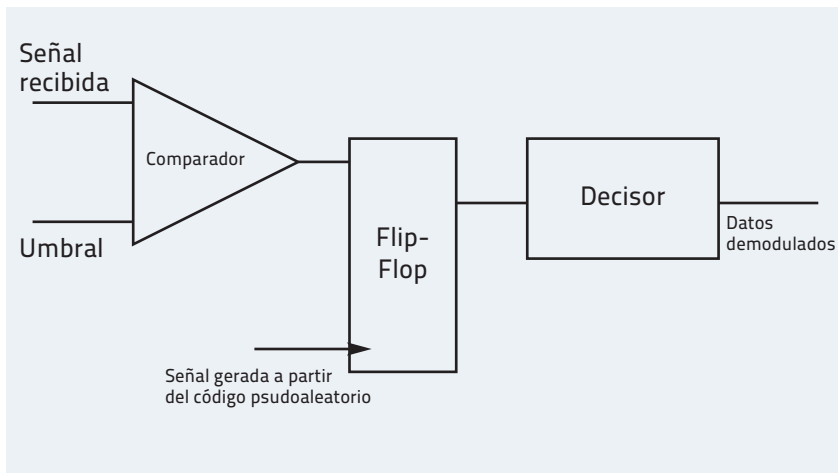 Señal
recibida
Comparador
Umbral
Flip-
Flop
Decisor
Datos
demodulados
Señal gerada a partir
del código psudoaleatorio